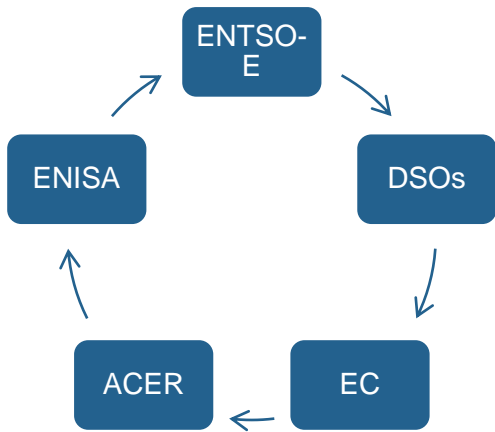 ENTSO-
E
DSOs
EC
ACER
ENISA